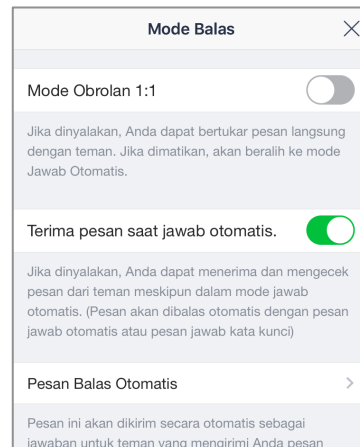 Mode Balas
Mode Obrolan 1:1
Jika dinyalakan, Anda dapat bertukar pesan langsung
dengan teman. Jika dimatikan, akan beralih ke mode
Jawab Otomatis.
Terima pesan saat jawab otomatis.
Jika dinyalakan, Anda dapat menerima dan mengecek
pesan dari teman meskipun dalam mode jawab
otomatis. (Pesan akan dibalas otomatis dengan pesan
jawab otomatis atau pesan jawab kata kunci)
Pesan Balas Otomatis
Pesan ini akan dikirim secara otomatis sebagai
jawaban untuk teman yang mengirimi Anda pesan